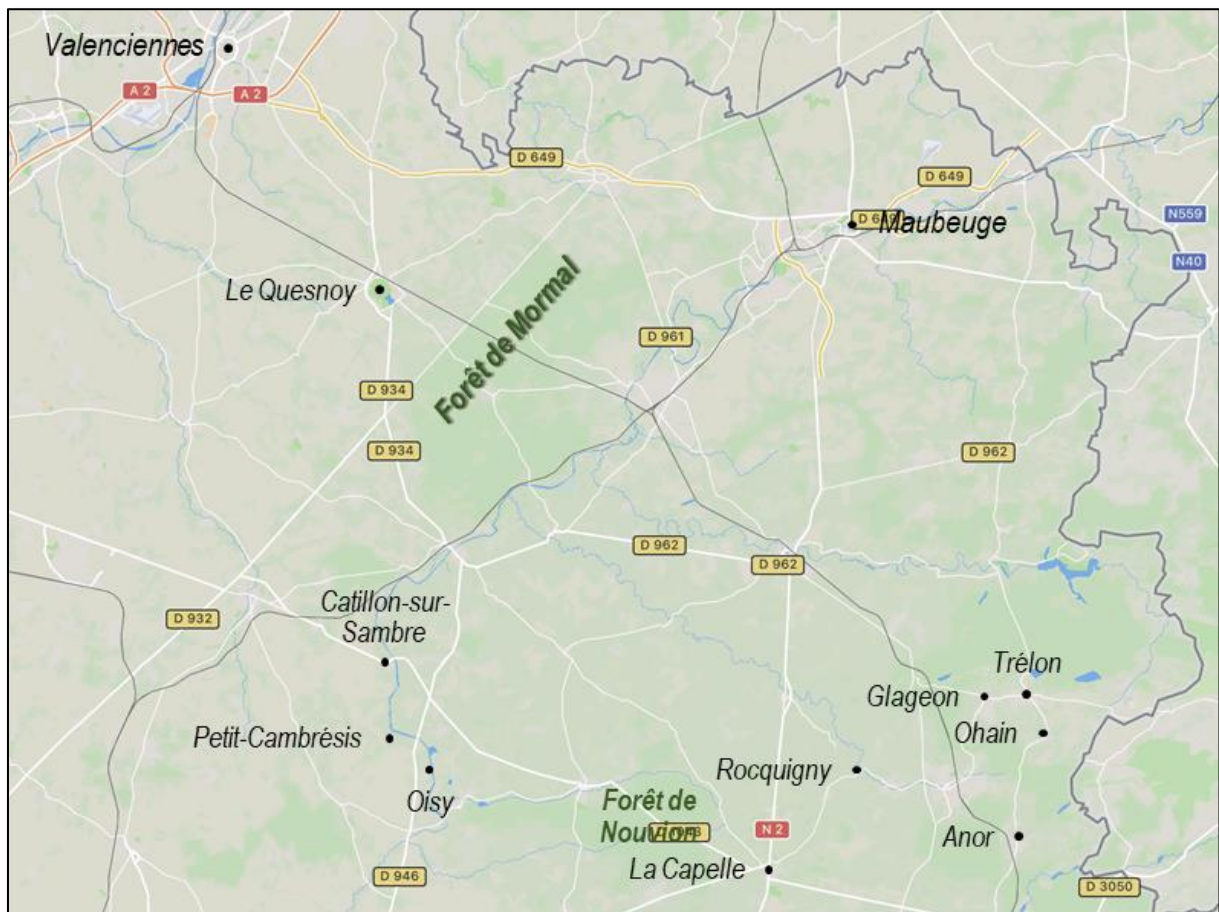 Valenciennes
A 2
A 2
D 649
D 649
D 649
Maubeuge
N559
N40
Le Quesnoy
Forêt de Mormal
D 961
D 934
D 934
D 962
D 962
D 962
D 932
Catillon-sur-
Sambre
Trélon
Glageon
Ohain
Petit-Cambrésis
Oisy
Rocquigny
Forêt de
Nouvion
N 2
La Capelle
Anor
D 946
D 3050